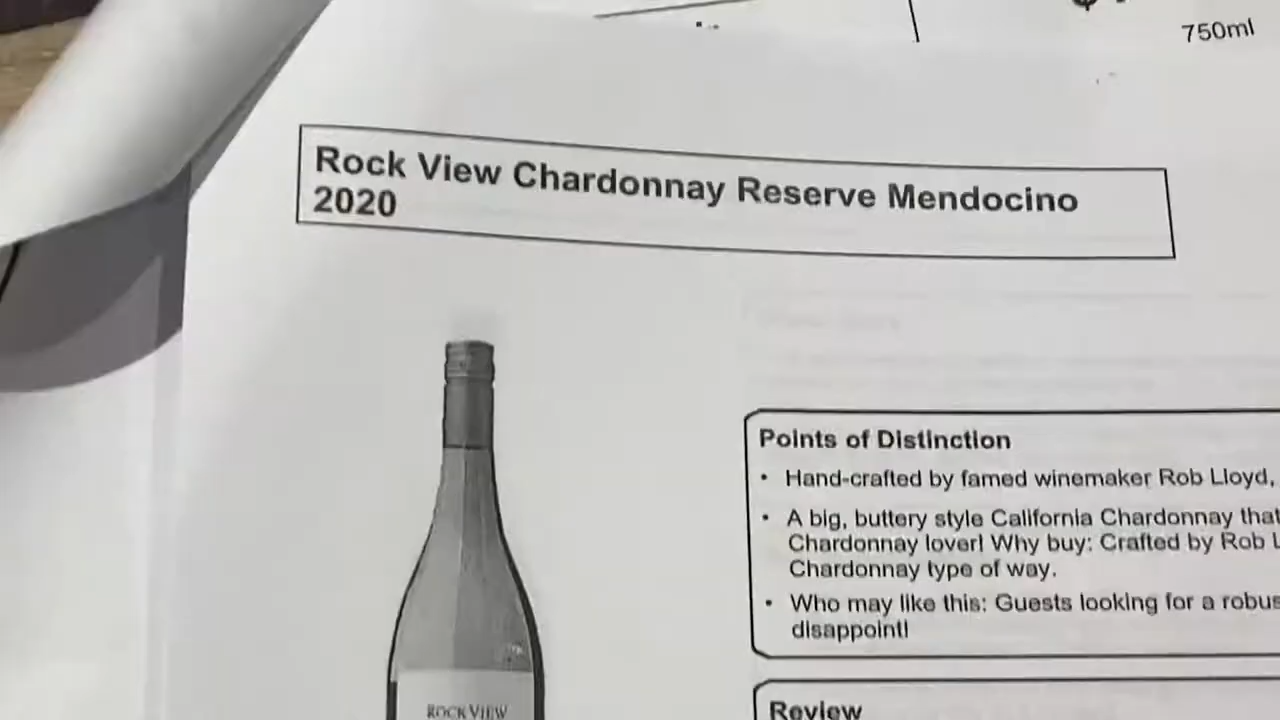 750ml
Rock View Chardonnay Reserve Mendocino
2020
Points of Distinction
• Hand-crafted by famed winemaker Rob Lloyd,
• A big, buttery style California Chardonnay that
Chardonnay lover! Why buy: Crafted by Rob L
Chardonnay type of way.
• Who may like this: Guests looking for a robus
disappoint!
ROCK VIEW
Review